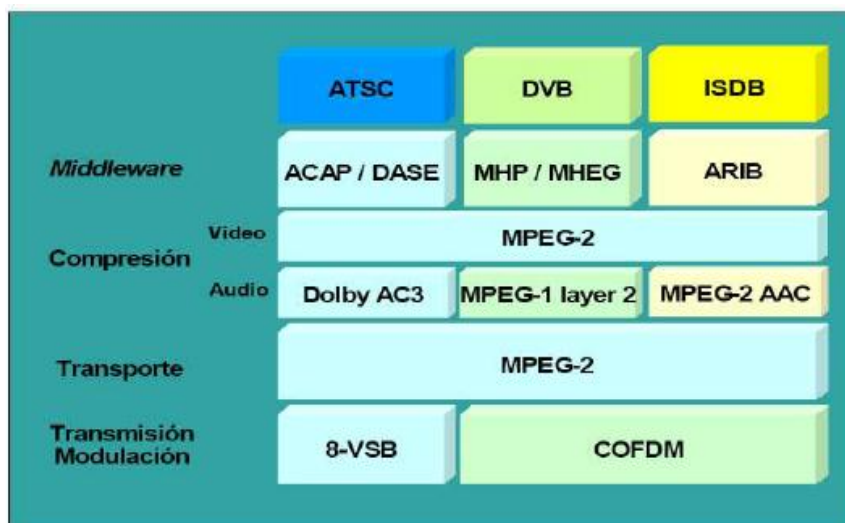 ATSC DVB ISDB
Middleware ACAP / DASE MHP / MHEG ARIB
Compresión Video MPEG-2
Audio Dolby AC3 MPEG-1 layer 2 MPEG-2 AAC
Transporte MPEG-2
Transmisión
Modulación 8-VSB COFDM